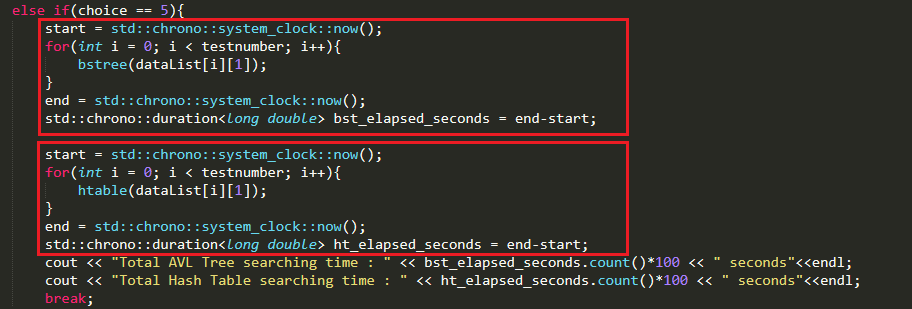 else if(choice == 5){
start = std::chrono::system_clock::now();
for(int i = 0; i < testnumber; i++){
bstree(dataList[i][1]);
}
end = std::chrono::system_clock::now();
std::chrono::duration<long double> bst_elapsed_seconds = end-start;
start = std::chrono::system_clock::now();
for(int i = 0; i < testnumber; i++){
htable(dataList[i][1]);
}
end = std::chrono::system_clock::now();
std::chrono::duration<long double> ht_elapsed_seconds = end-start;
cout << "Total AVL Tree searching time : " << bst_elapsed_seconds.count()*100 << " seconds"<<endl;
cout << "Total Hash Table searching time : " << ht_elapsed_seconds.count()*100 << " seconds"<<endl;
break;